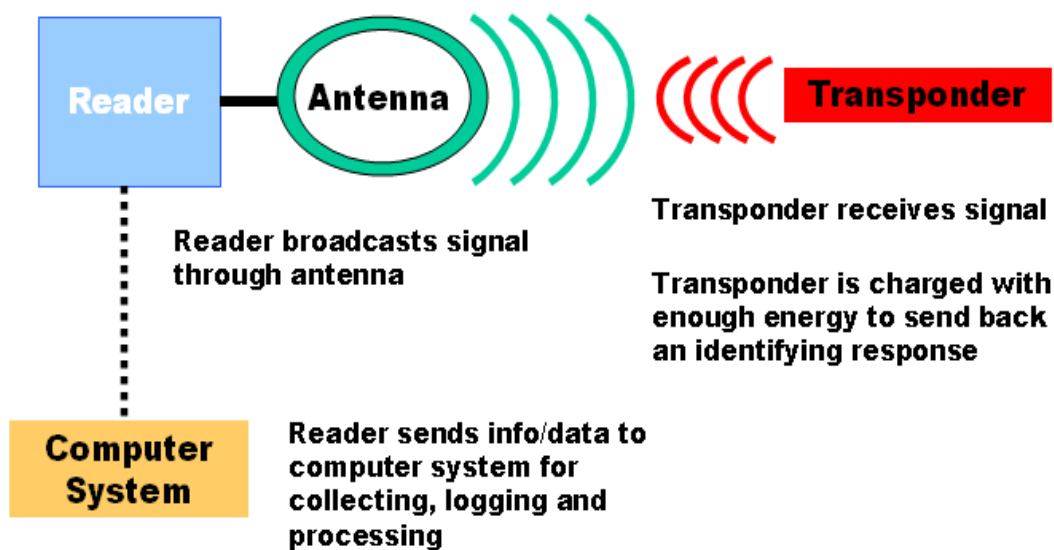 Reader
Antenna
Transponder
Reader broadcasts signal
through antenna
Transponder receives signal
Transponder is charged with
enough energy to send back
an identifying response
Computer
System
Reader sends info/data to
computer system for
collecting, logging and
processing